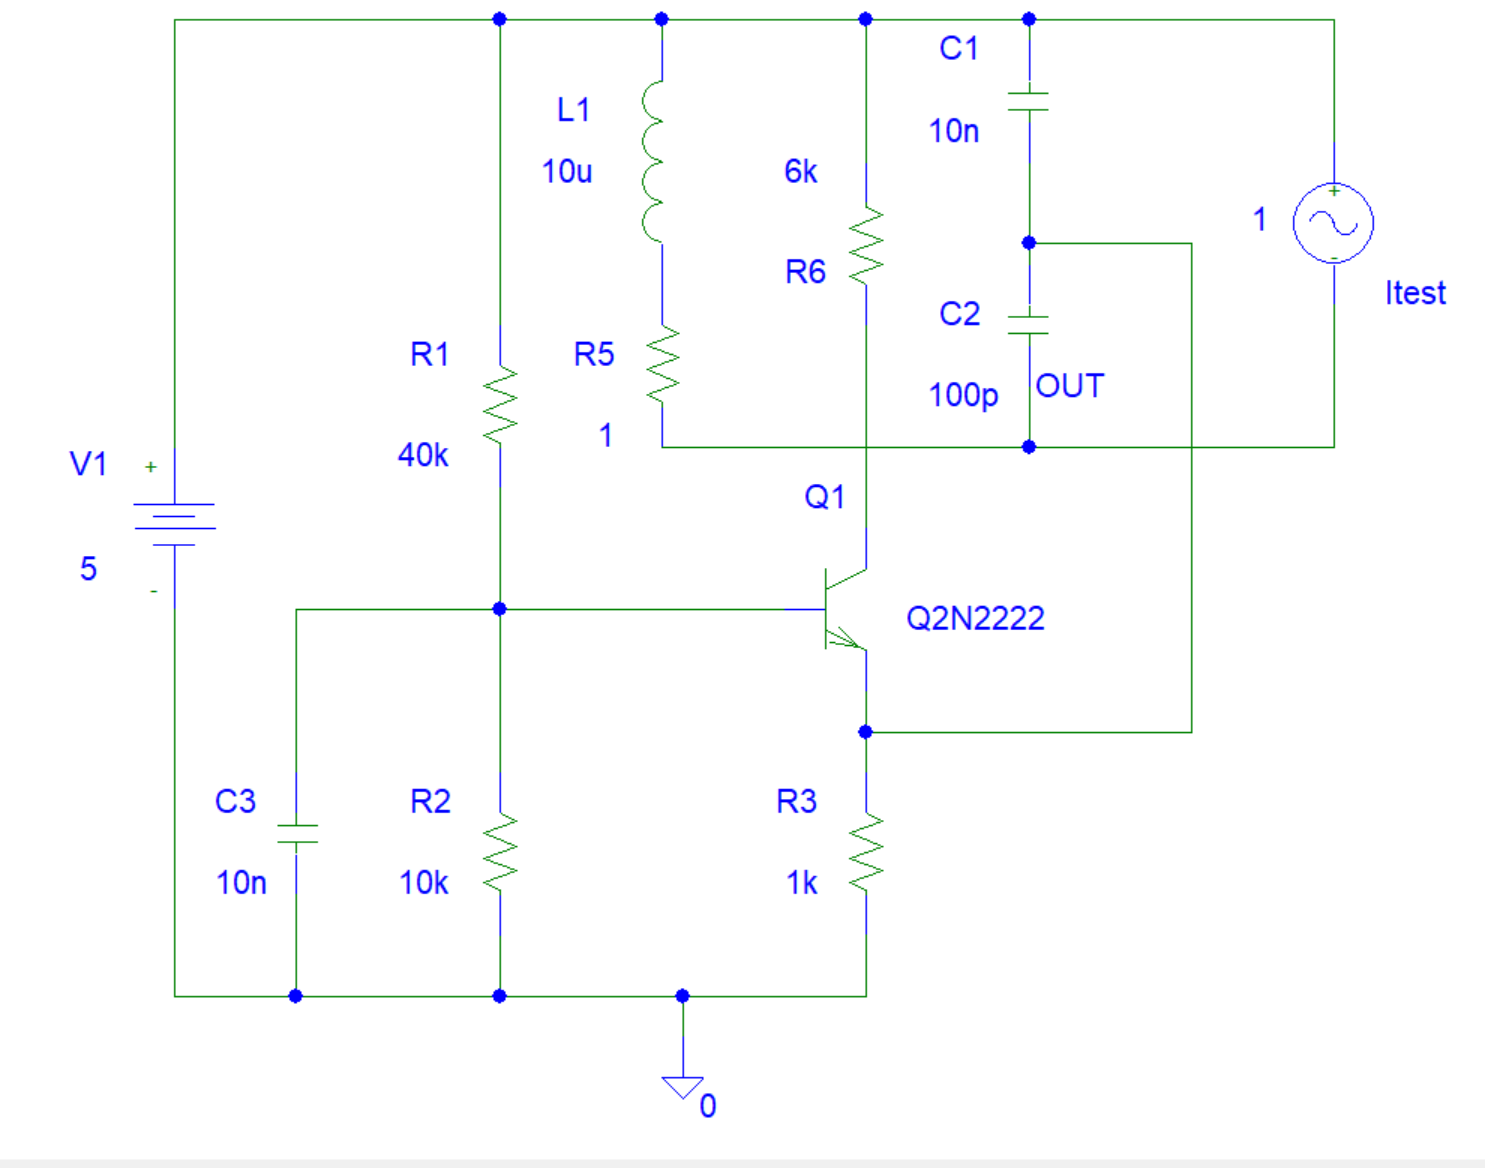 C1
L1
10n
10u
6k
1
R6
Itest
C2
R1
R5
OUT
100p
1
40k
V1
+
Q1
5
-
Q2N2222
C3
R2
R3
10n
10k
1k
0
+
-